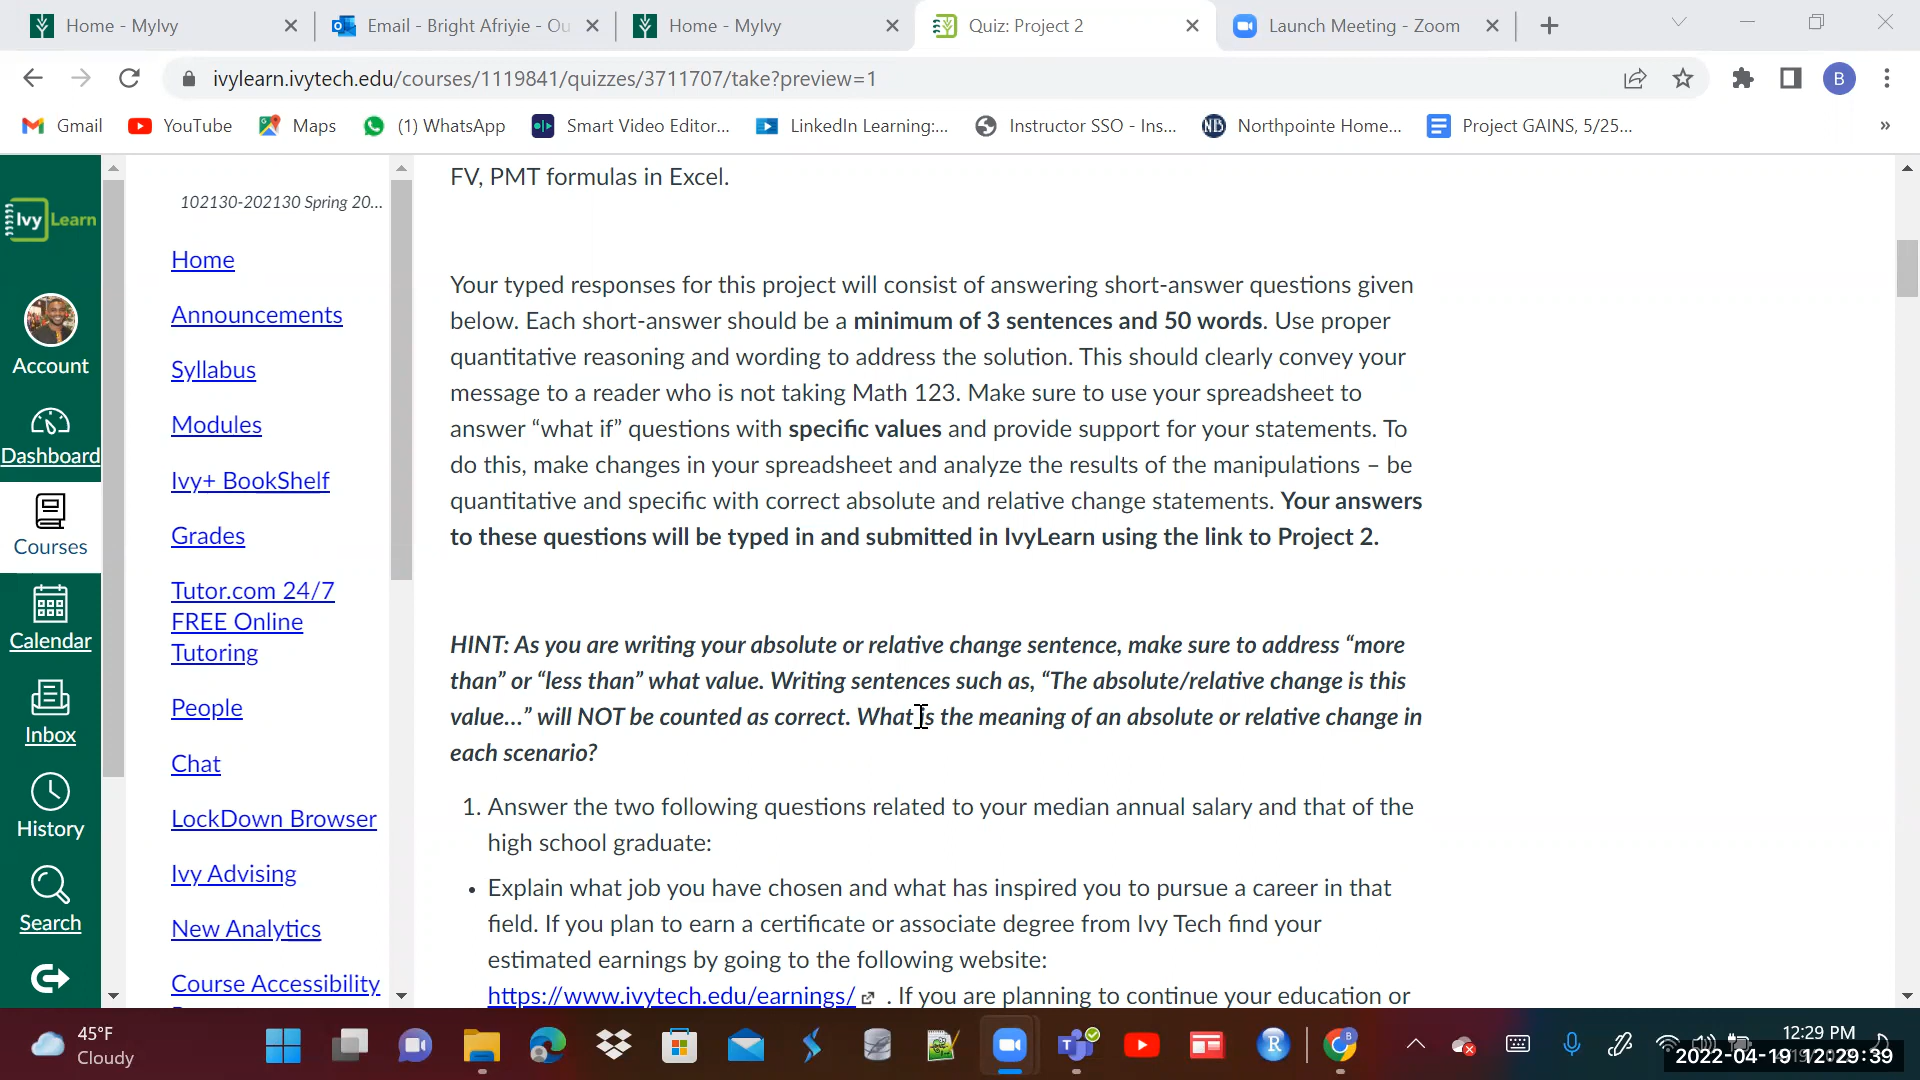 Home - MyIvy
Email - Bright Afriyie - Ou
Home - MyIvy
Quiz: Project 2
Launch Meeting - Zoom
ivylearn.ivytech.edu/courses/1119841/quizzes/3711707/take?preview=1
B
Gmail
YouTube
Maps
(1) WhatsApp
Smart Video Editor...
LinkedIn Learning:...
Instructor SSO - Ins...
NB
Northpointe Home...
Project GAINS, 5/25...
»
Ivy Learn
Account
Dashboard
Courses
Calendar
Inbox
History
Search
102130-202130 Spring 20...
Home
Announcements
Syllabus
Modules
Ivy+ BookShelf
Grades
Tutor.com 24/7
FREE Online
Tutoring
People
Chat
LockDown Browser
Ivy Advising
New Analytics
Course Accessibility
FV, PMT formulas in Excel.
Your typed responses for this project will consist of answering short-answer questions given
below. Each short-answer should be a minimum of 3 sentences and 50 words. Use proper
quantitative reasoning and wording to address the solution. This should clearly convey your
message to a reader who is not taking Math 123. Make sure to use your spreadsheet to
answer “what if” questions with specific values and provide support for your statements. To
do this, make changes in your spreadsheet and analyze the results of the manipulations – be
quantitative and specific with correct absolute and relative change statements. Your answers
to these questions will be typed in and submitted in IvyLearn using the link to Project 2.
HINT: As you are writing your absolute or relative change sentence, make sure to address “more
than” or “less than” what value. Writing sentences such as, “The absolute/relative change is this
value...” will NOT be counted as correct. What is the meaning of an absolute or relative change in
each scenario?
1. Answer the two following questions related to your median annual salary and that of the
high school graduate:
• Explain what job you have chosen and what has inspired you to pursue a career in that
field. If you plan to earn a certificate or associate degree from Ivy Tech find your
estimated earnings by going to the following website:
https://www.ivytech.edu/earnings/ . If you are planning to continue your education or
45°F
Cloudy
R
B
12:29 PM
2022-04-19 12:29:39